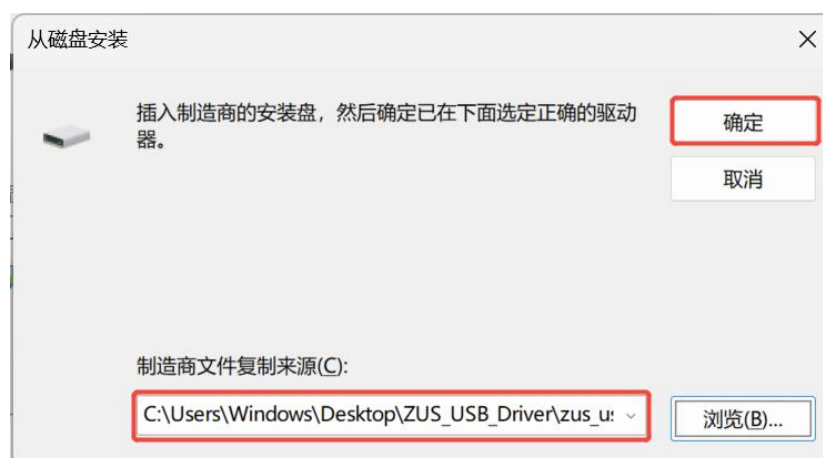 从磁盘安装
插入制造商的安装盘，然后确定已在下面选定正确的驱动
器。
确定
取消
制造商文件复制来源(C):
C:\Users\Windows\Desktop\ZUS_USB_Driver\zus_u
浏览(B)...